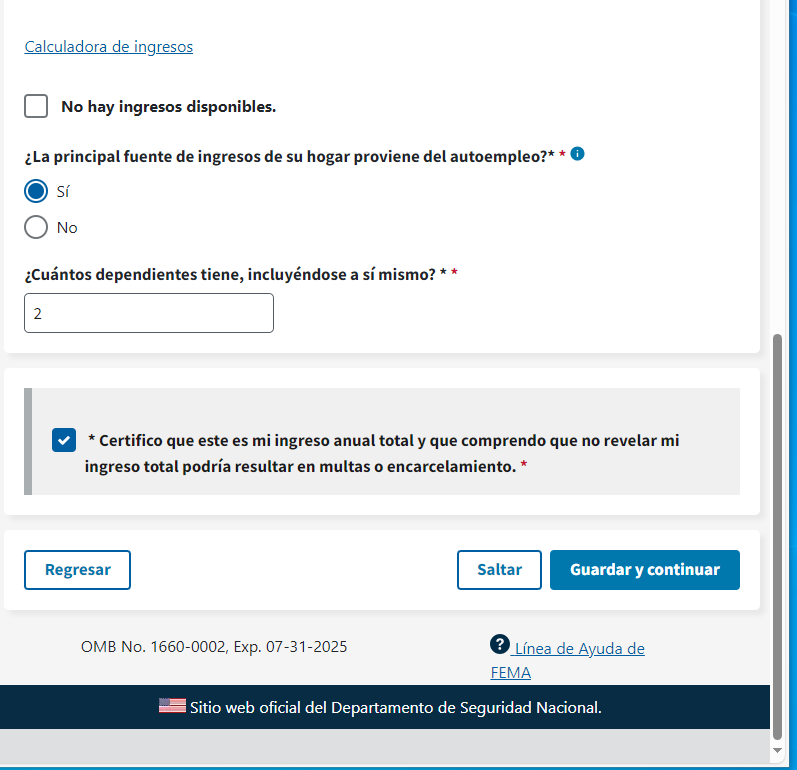 Calculadora de ingresos
No hay ingresos disponibles.
¿La principal fuente de ingresos de su hogar proviene del autoempleo?* *
Sí
No
¿Cuántos dependientes tiene, incluyéndose a sí mismo? * *
2
* Certifico que este es mi ingreso anual total y que comprendo que no revelar mi
ingreso total podría resultar en multas o encarcelamiento. *
Regresar
Saltar
Guardar y continuar
OMB No. 1660-0002, Exp. 07-31-2025
Línea de Ayuda de
FEMA
Sitio web oficial del Departamento de Seguridad Nacional.